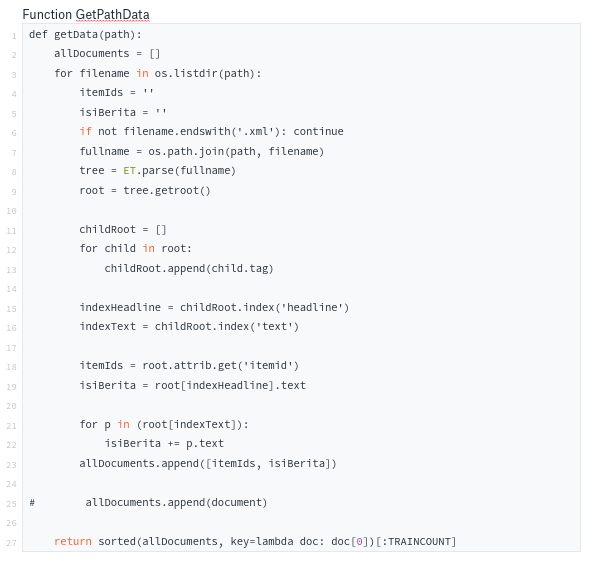 Function GetPathData
1 def getData(path):
2     allDocuments = []
3     for filename in os.listdir(path):
4         itemIds = ''
5         isiBerita = ''
6         if not filename.endswith('.xml'): continue
7         fullname = os.path.join(path, filename)
8         tree = ET.parse(fullname)
9         root = tree.getroot()
10
11         childRoot = []
12         for child in root:
13             childRoot.append(child.tag)
14
15         indexHeadline = childRoot.index('headline')
16         indexText = childRoot.index('text')
17
18         itemIds = root.attrib.get('itemid')
19         isiBerita = root[indexHeadline].text
20
21         for p in (root[indexText]):
22             isiBerita += p.text
23         allDocuments.append([itemIds, isiBerita])
24
25 #        allDocuments.append(document)
26
27     return sorted(allDocuments, key=lambda doc: doc[0])[:TRAINCOUNT]